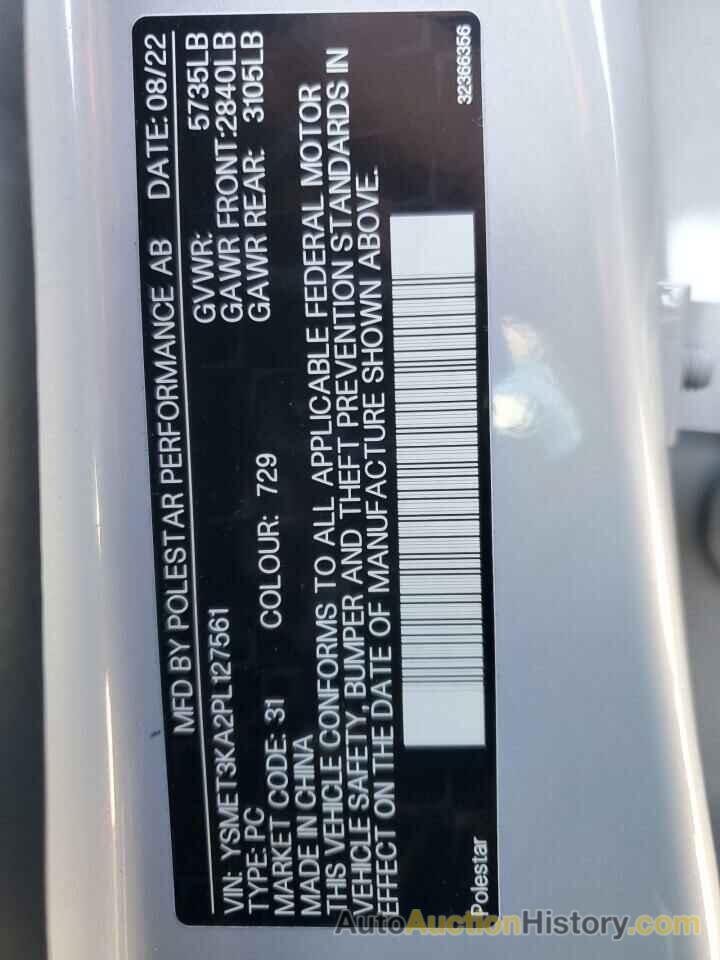 MFD BY POLESTAR PERFORMANCE AB DATE: 08/22
VIN: YSMET3KA2PL127561 GVWR: 5735LB
TYPE: PC GAWR FRONT:2840LB
MARKET CODE: 31 COLOUR: 729 GAWR REAR: 3105LB
MADE IN CHINA
THIS VEHICLE CONFORMS TO ALL APPLICABLE FEDERAL MOTOR
VEHICLE SAFETY, BUMPER AND THEFT PREVENTION STANDARDS IN
EFFECT ON THE DATE OF MANUFACTURE SHOWN ABOVE.
Polestar 32366356
AutoAuctionHistory.com